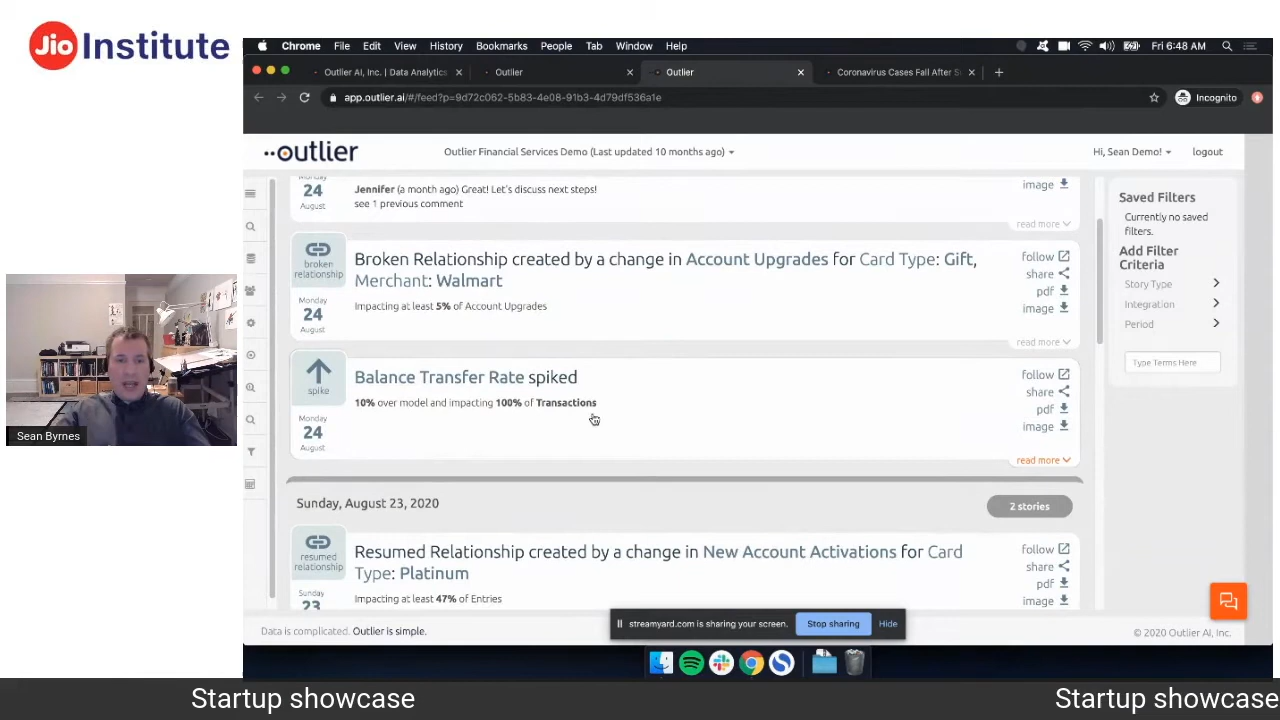 Jio Institute
Chrome File Edit View History Bookmarks People Tab Window Help
Fri 6:48 AM
Outlier AI, Inc. | Data Analytics
Outlier
Outlier
Coronavirus Cases Fall After S
app.outlier.ai/#/feed?p=9d72c062-5b83-4e08-91b3-4d79df536a1e
Incognito
outlier
Outlier Financial Services Demo (Last updated 10 months ago)
Hi, Sean Demo!
logout
Monday
24
August
Jennifer (a month ago) Great! Let's discuss next steps!
see 1 previous comment
image
read more
broken
relationship
Monday
24
August
Broken Relationship created by a change in Account Upgrades for Card Type: Gift,
Merchant: Walmart
Impacting at least 5% of Account Upgrades
follow
share
pdf
image
read more
spike
Monday
24
August
Balance Transfer Rate spiked
10% over model and impacting 100% of Transactions
follow
share
pdf
image
read more
Sunday, August 23, 2020
2 stories
resumed
relationship
Sunday
23
Resumed Relationship created by a change in New Account Activations for Card
Type: Platinum
Impacting at least 47% of Entries
follow
share
pdf
image
Saved Filters
Currently no saved
filters.
Add Filter
Criteria
Story Type
Integration
Period
Type Terms Here
Sean Byrnes
streamyard.com is sharing your screen.
Stop sharing
Hide
Data is complicated. Outlier is simple.
© 2020 Outlier AI, Inc.
Startup showcase
Startup showcase